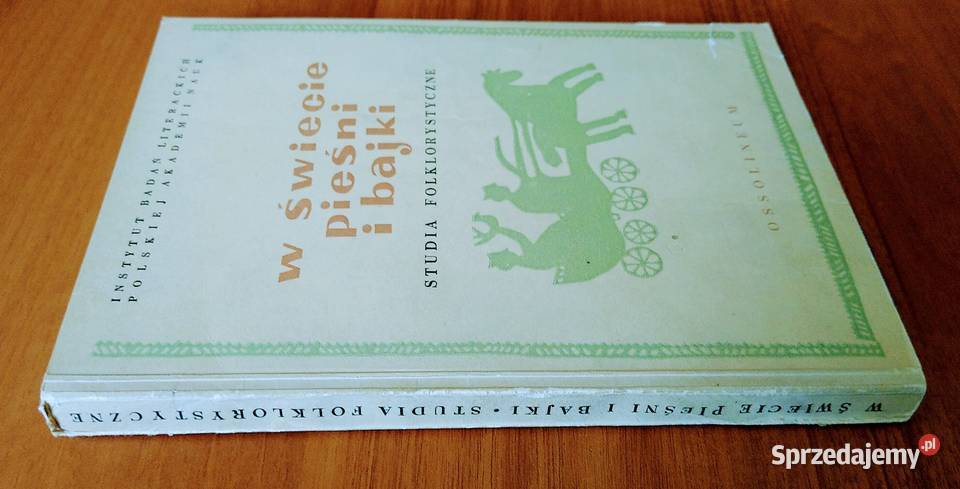 INSTYTUT BADAŃ LITERACKICH
POLSKIEJ AKADEMII NAUK
w świecie
pieśni
i bajki
STUDIA FOLKLORYSTYCZNE
OSSOLINEUM
W ŚWIECIE PIEŚNI I BAJKI • STUDIA FOLKLORYSTYCZNE
Sprzedajemy.pl